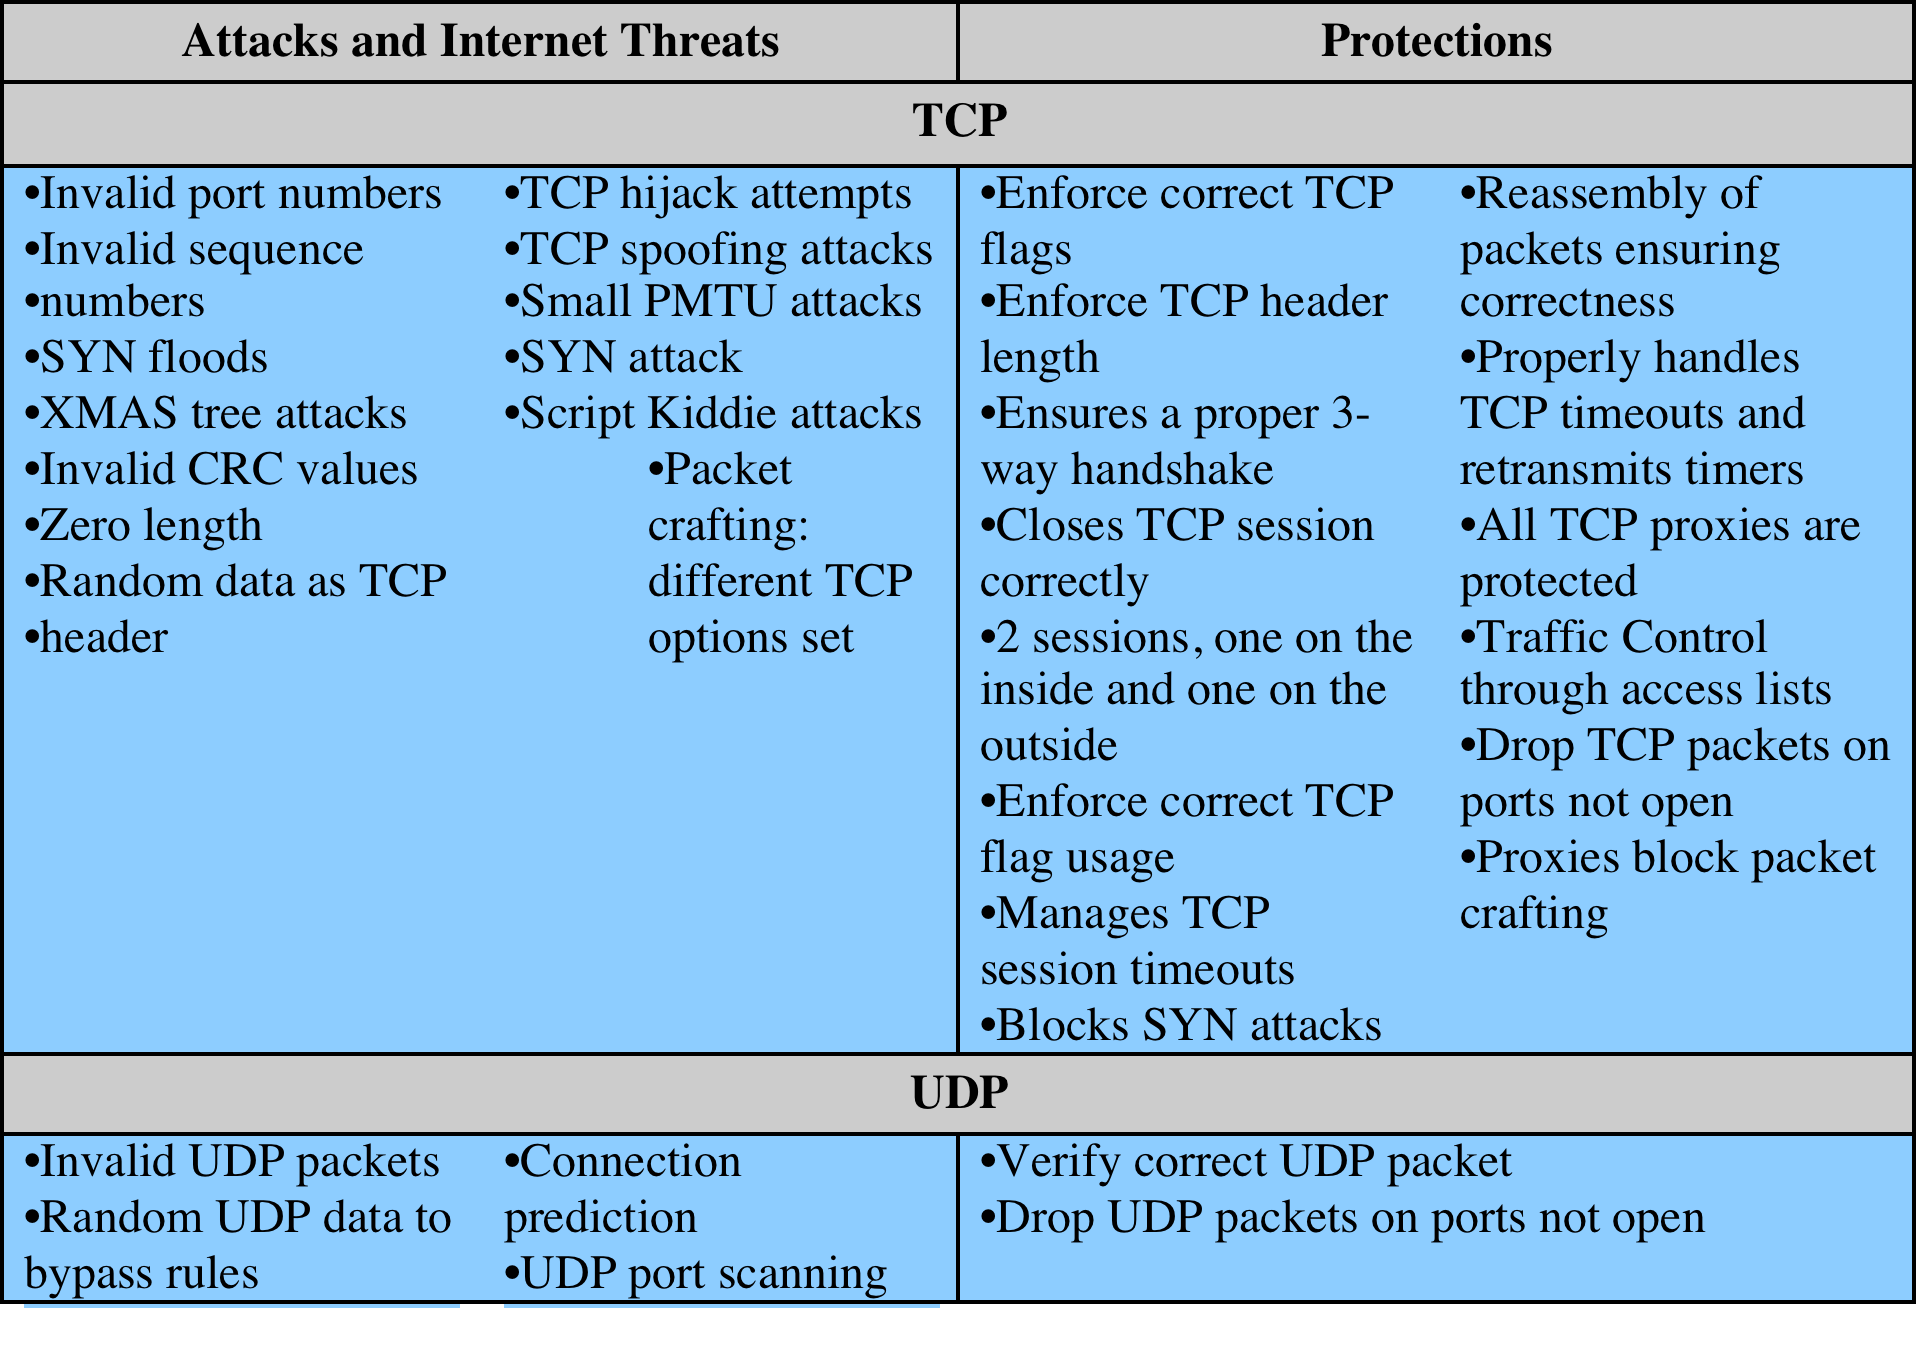 Attacks and Internet Threats
Protections
TCP
•Invalid port numbers
•Invalid sequence
•numbers
•SYN floods
•XMAS tree attacks
•Invalid CRC values
•Zero length
•Random data as TCP
•header
•TCP hijack attempts
•TCP spoofing attacks
•Small PMTU attacks
•SYN attack
•Script Kiddie attacks
•Packet
crafting:
different TCP
options set
•Enforce correct TCP
flags
•Enforce TCP header
length
•Ensures a proper 3-
way handshake
•Closes TCP session
correctly
•2 sessions, one on the
inside and one on the
outside
•Enforce correct TCP
flag usage
•Manages TCP
session timeouts
•Blocks SYN attacks
•Reassembly of
packets ensuring
correctness
•Properly handles
TCP timeouts and
retransmits timers
•All TCP proxies are
protected
•Traffic Control
through access lists
•Drop TCP packets on
ports not open
•Proxies block packet
crafting
UDP
•Invalid UDP packets
•Random UDP data to
bypass rules
•Connection
prediction
•UDP port scanning
•Verify correct UDP packet
•Drop UDP packets on ports not open